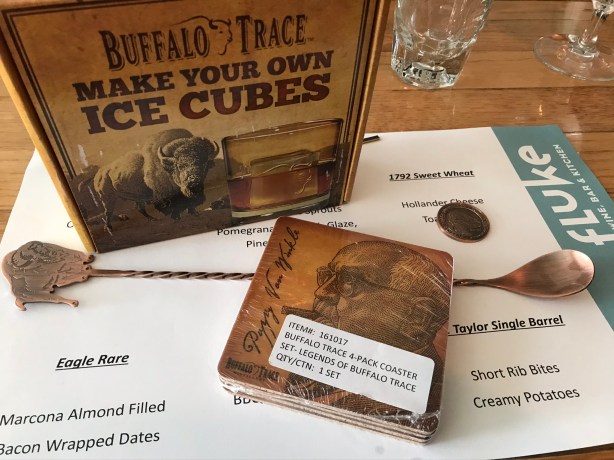 BUFFALO TRACE
MAKE YOUR OWN
ICE CUBES
1792 Sweet Wheat
Hollander Cheese
fluke
WINE, BAR & KITCHEN
Sprouts
Glaze,
Pappy Van Winkle
ITEM#: 161017
BUFFALO TRACE 4-PACK COASTER
SET- LEGENDS OF BUFFALO TRACE
QTY/CTN: 1 SET
BUFFALO TRACE
Taylor Single Barrel
Short Rib Bites
Creamy Potatoes
Eagle Rare
Marcona Almond Filled
Bacon Wrapped Dates